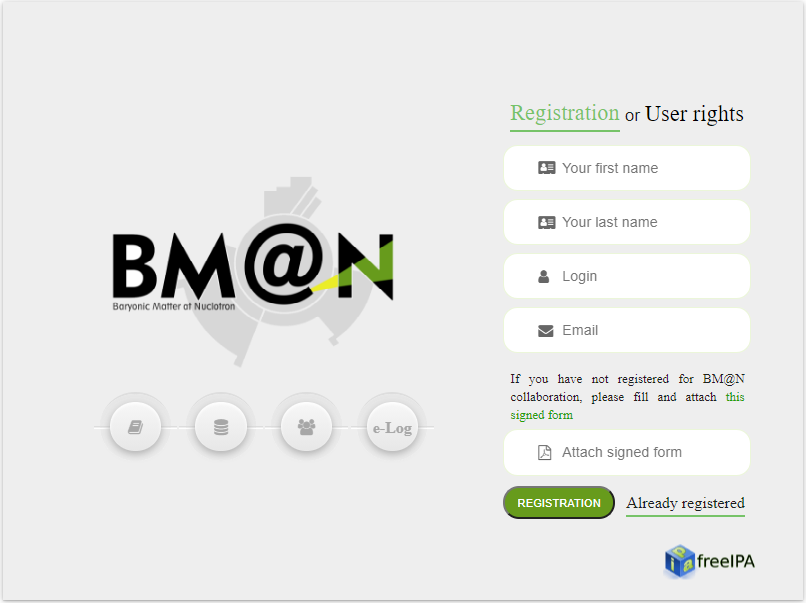 Registration or User rights
Your first name
Your last name
Login
Email
BM@N
Baryonic Matter at Nuclotron
If you have not registered for BM@N
collaboration, please fill and attach this
signed form
e-Log
Attach signed form
REGISTRATION Already registered
freeIPA